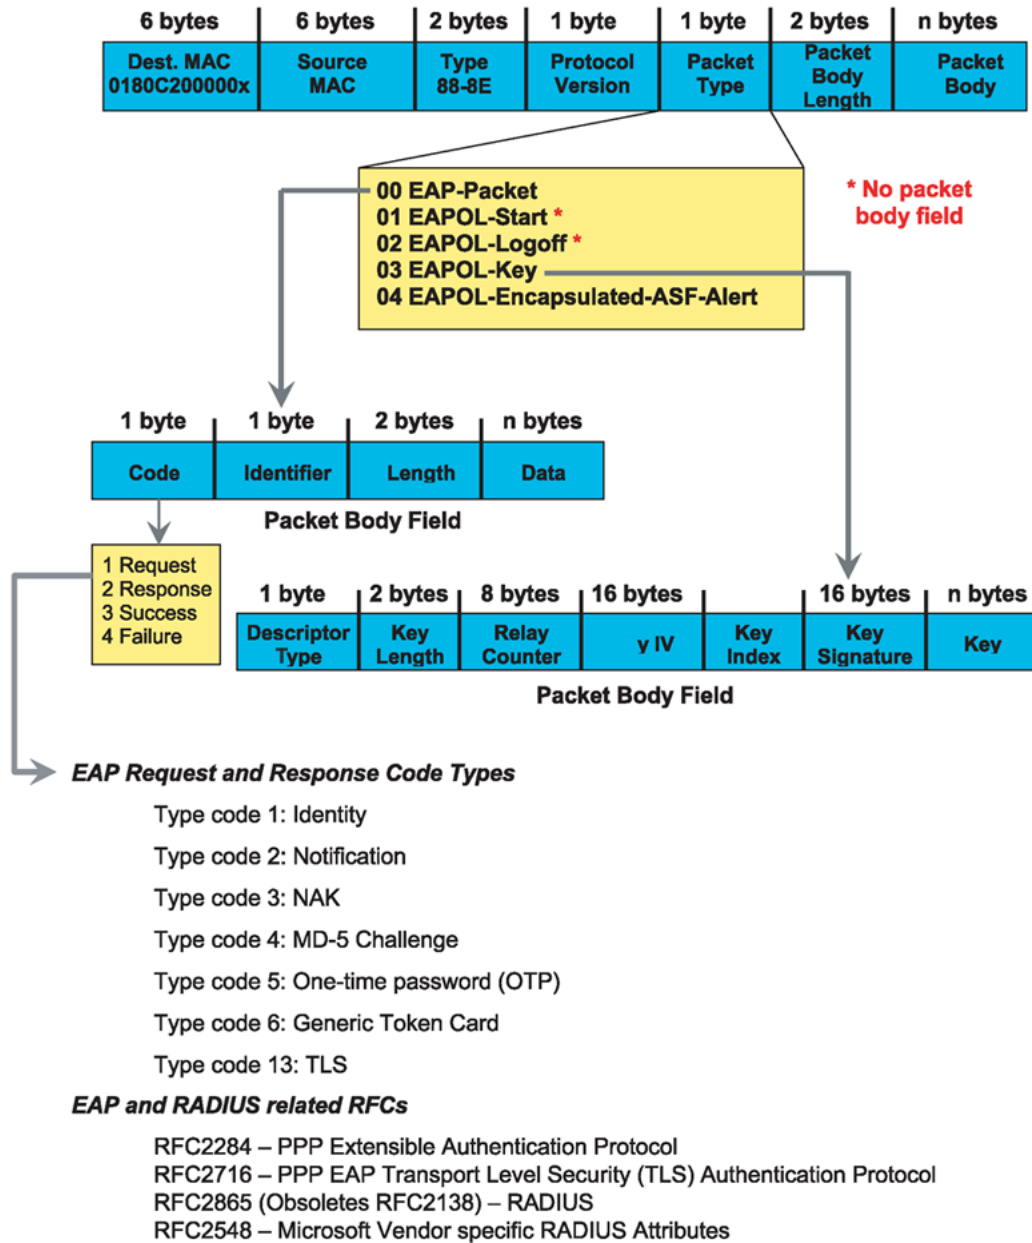 6 bytes 6 bytes 2 bytes 1 byte 1 byte 2 bytes n bytes
Dest. MAC 0180C200000x
Source MAC
Type 88-8E
Protocol Version
Packet Type
Packet Body Length
Packet Body
00 EAP-Packet
01 EAPOL-Start *
02 EAPOL-Logoff *
03 EAPOL-Key
04 EAPOL-Encapsulated-ASF-Alert
* No packet
body field
1 byte 1 byte 2 bytes n bytes
Code Identifier Length Data
Packet Body Field
1 Request
2 Response
3 Success
4 Failure
1 byte 2 bytes 8 bytes 16 bytes 16 bytes n bytes
Descriptor Type
Key Length
Relay Counter
y IV
Key Index
Key Signature
Key
Packet Body Field
EAP Request and Response Code Types
Type code 1: Identity
Type code 2: Notification
Type code 3: NAK
Type code 4: MD-5 Challenge
Type code 5: One-time password (OTP)
Type code 6: Generic Token Card
Type code 13: TLS
EAP and RADIUS related RFCs
RFC2284 – PPP Extensible Authentication Protocol
RFC2716 – PPP EAP Transport Level Security (TLS) Authentication Protocol
RFC2865 (Obsoletes RFC2138) – RADIUS
RFC2548 – Microsoft Vendor specific RADIUS Attributes